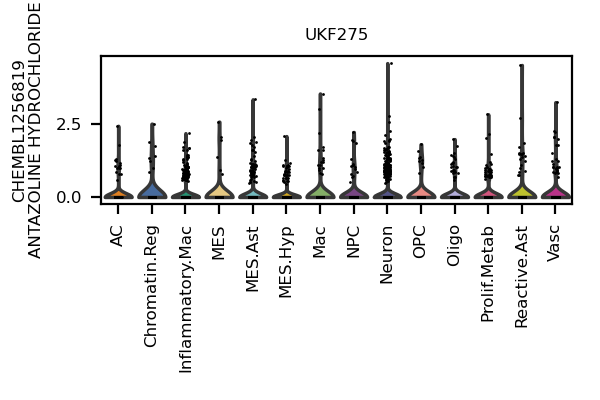 UKF275
CHEMBL1256819
ANTAZOLINE HYDROCHLORIDE
2.5
0.0
AC
Chromatin.Reg
Inflammatory.Mac
MES
MES.Ast
MES.Hyp
Mac
NPC
Neuron
OPC
Oligo
Prolif.Metab
Reactive.Ast
Vasc